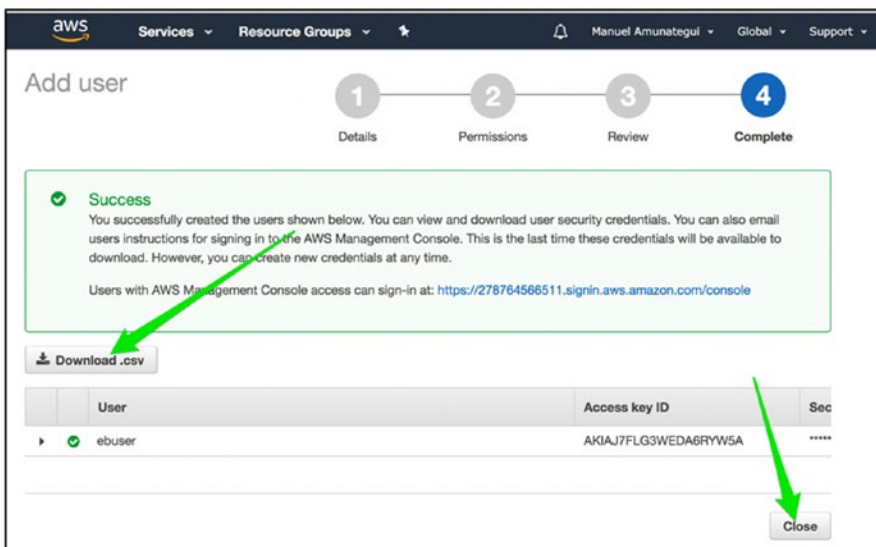 aws Services Resource Groups Manuel Amunategui Global Support
Add user
1 2 3 4
Details Permissions Review Complete
Success
You successfully created the users shown below. You can view and download user security credentials. You can also email
users instructions for signing in to the AWS Management Console. This is the last time these credentials will be available to
download. However, you can create new credentials at any time.
Users with AWS Management Console access can sign-in at: https://278764566511.signin.aws.amazon.com/console
Download .csv
User Access key ID Sec
ebuser AKIAJ7FLG3WEDA6RYW5A *****
Close